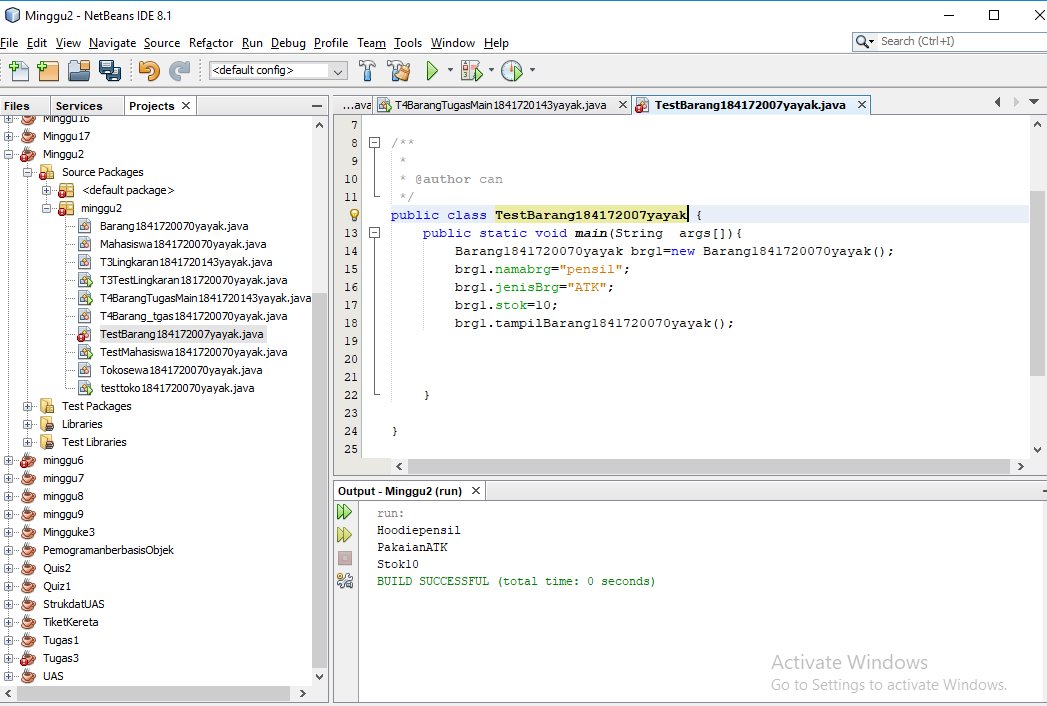 Minggu2 - NetBeans IDE 8.1
File Edit View Navigate Source Refactor Run Debug Profile Team Tools Window Help
Search (Ctrl+I)
<default config>
Files Services Projects
Minggu16
Minggu17
Minggu2
Source Packages
<default package>
minggu2
Barang1841720070yayak.java
Mahasiswa1841720070yayak.java
T3Lingkaran1841720143yayak.java
T3TestLingkaran181720070yayak.java
T4BarangTugasMain1841720143yayak.java
T4Barang_tgas1841720070yayak.java
TestBarang184172007yayak.java
TestMahasiswa1841720070yayak.java
Tokosewa1841720070yayak.java
testtoko1841720070yayak.java
Test Packages
Libraries
Test Libraries
minggu6
minggu7
minggu8
minggu9
Mingguke3
PemogramanberbasisObjek
Quis2
Quiz1
StrukdatUAS
TiketKereta
Tugas1
Tugas3
UAS
...ava T4BarangTugasMain1841720143yayak.java TestBarang184172007yayak.java
7
8 /**
9 *
10 * @author can
11 */
public class TestBarang184172007yayak {
13 public static void main(String args[]){
14 Barang1841720070yayak brg1=new Barang1841720070yayak();
15 brg1.namabrg="pensil";
16 brg1.jenisBrg="ATK";
17 brg1.stok=10;
18 brg1.tampilBarang1841720070yayak();
19
20
21
22 }
23
24 }
25
Output - Minggu2 (run)
run:
Hoodiepensil
PakaianATK
Stok10
BUILD SUCCESSFUL (total time: 0 seconds)
Activate Windows
Go to Settings to activate Windows.